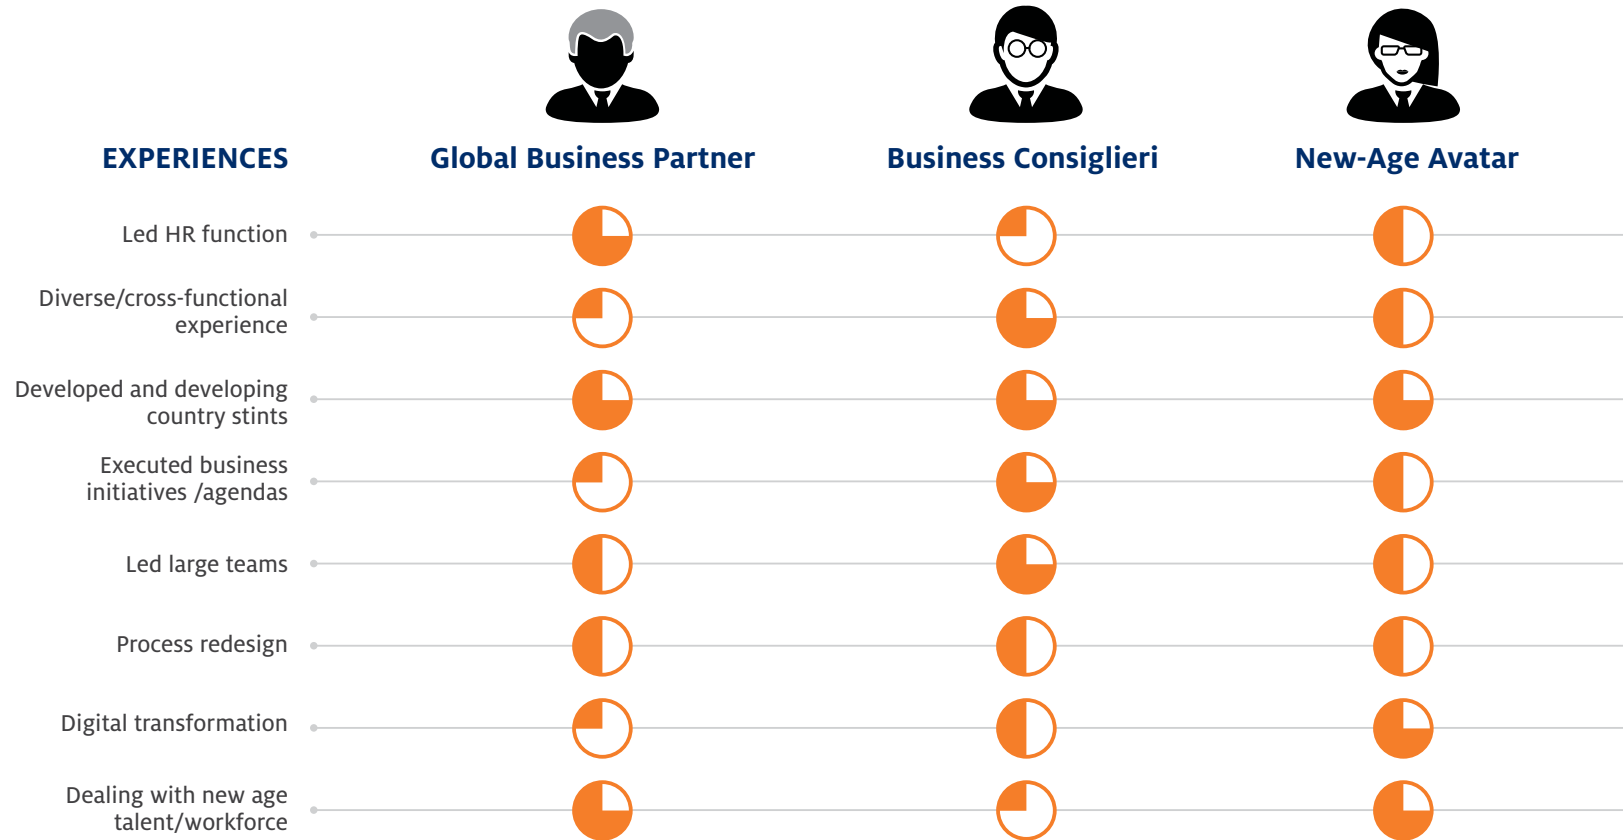 EXPERIENCES
Global Business Partner
Business Consiglieri
New-Age Avatar
Led HR function
Diverse/cross-functional
experience
Developed and developing
country stints
Executed business
initiatives /agendas
Led large teams
Process redesign
Digital transformation
Dealing with new age
talent/workforce